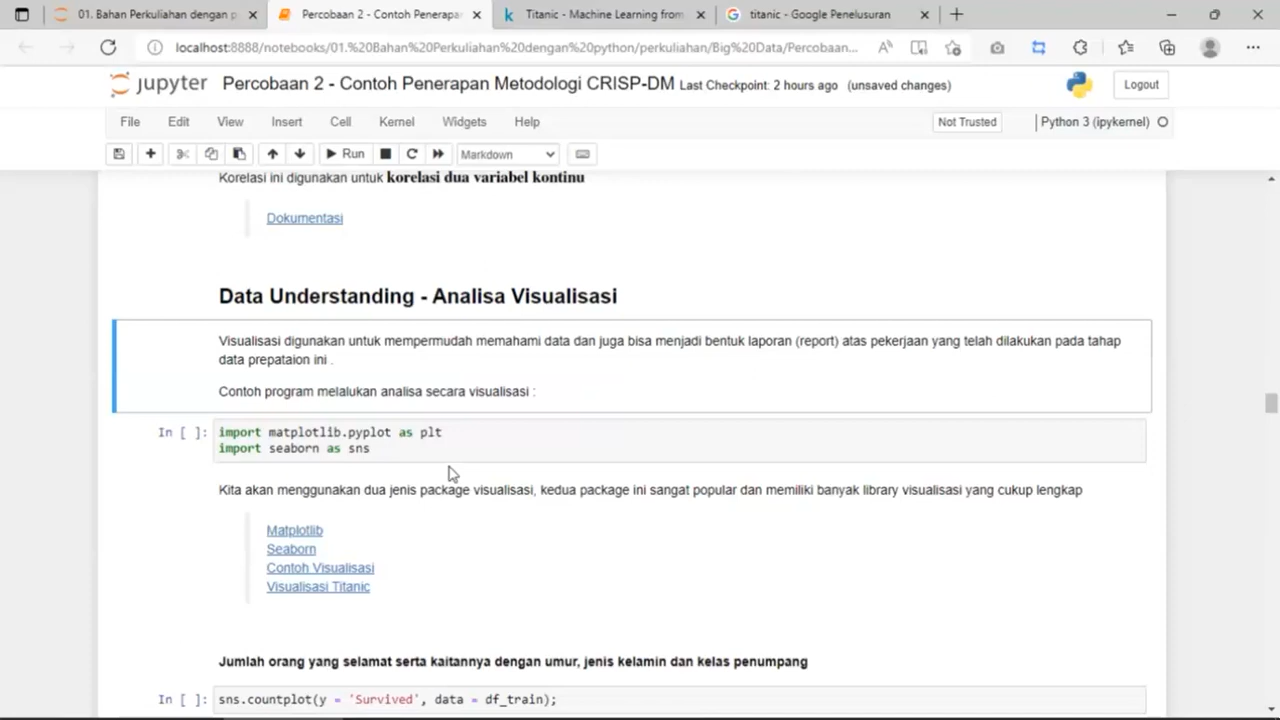 01. Bahan Perkuliahan dengan p
Percobaan 2 - Contoh Penerapa
Titanic - Machine Learning from
titanic - Google Penelusuran
localhost:8888/notebooks/01.%20Bahan%20Perkuliahan%20dengan%20python/perkuliahan/Big%20Data/Percobaan...
jupyter Percobaan 2 - Contoh Penerapan Metodologi CRISP-DM Last Checkpoint: 2 hours ago (unsaved changes)
Logout
File Edit View Insert Cell Kernel Widgets Help
Not Trusted
Python 3 (ipykernel)
Run
Markdown
Korelasi ini digunakan untuk korelasi dua variabel kontinu
Dokumentasi
Data Understanding - Analisa Visualisasi
Visualisasi digunakan untuk mempermudah memahami data dan juga bisa menjadi bentuk laporan (report) atas pekerjaan yang telah dilakukan pada tahap
data prepataion ini .
Contoh program melalukan analisa secara visualisasi :
In [ ]: import matplotlib.pyplot as plt
import seaborn as sns
Kita akan menggunakan dua jenis package visualisasi, kedua package ini sangat popular dan memiliki banyak library visualisasi yang cukup lengkap
Matplotlib
Seaborn
Contoh Visualisasi
Visualisasi Titanic
Jumlah orang yang selamat serta kaitannya dengan umur, jenis kelamin dan kelas penumpang
In [ ]: sns.countplot(y = 'Survived', data = df_train);